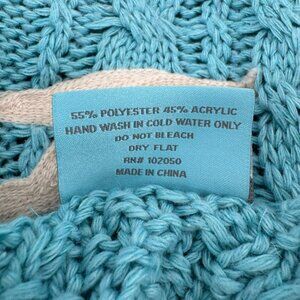 55% POLYESTER 45% ACRYLIC
HAND WASH IN COLD WATER ONLY
DO NOT BLEACH
DRY FLAT
RN# 102050
MADE IN CHINA